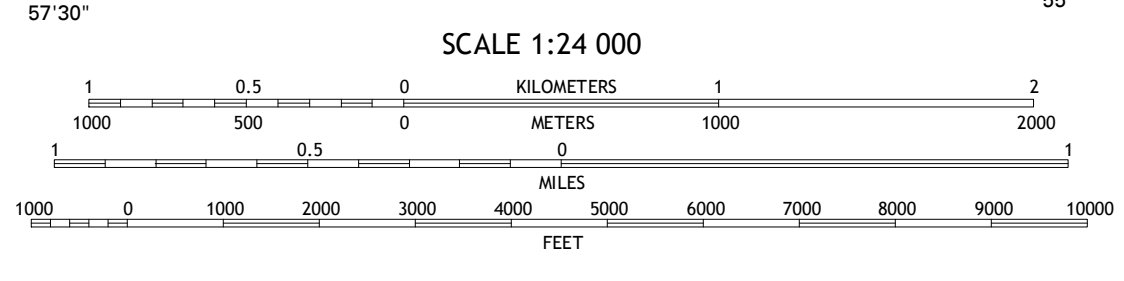 57'30"
55
SCALE 1:24 000
1 0.5 0 KILOMETERS 1 2
1000 500 0 METERS 1000 2000
1 0.5 0 1
MILES
1000 0 1000 2000 3000 4000 5000 6000 7000 8000 9000 10000
FEET